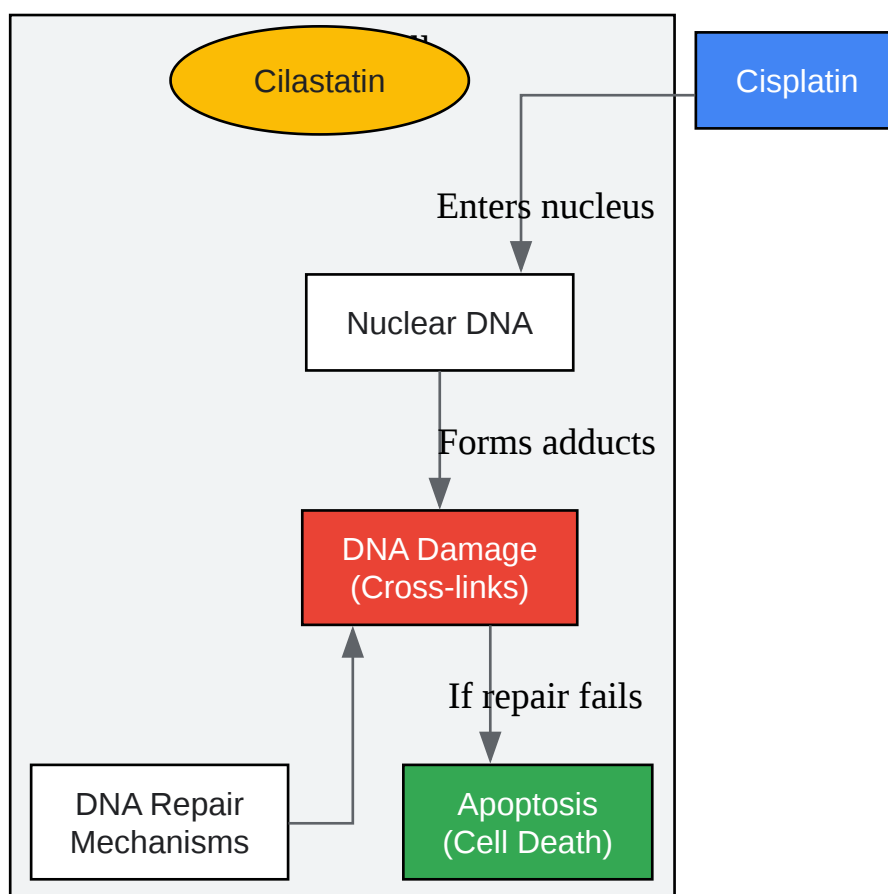 Cilastatin
Cisplatin
Enters nucleus
Nuclear DNA
Forms adducts
DNA Damage
(Cross-links)
If repair fails
DNA Repair
Mechanisms
Apoptosis
(Cell Death)